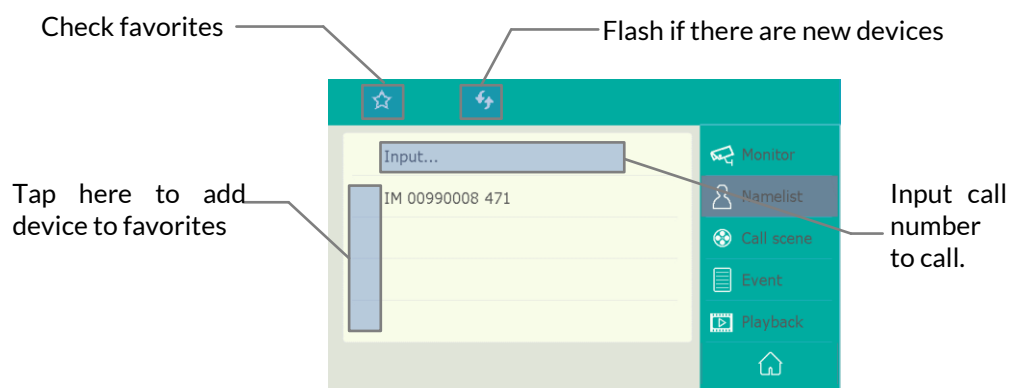 Check favorites
Flash if there are new devices
Input...
Monitor
Tap here to add
device to favorites
IM 00990008 471
Namelist
Input call
number
to call.
Call scene
Event
Playback